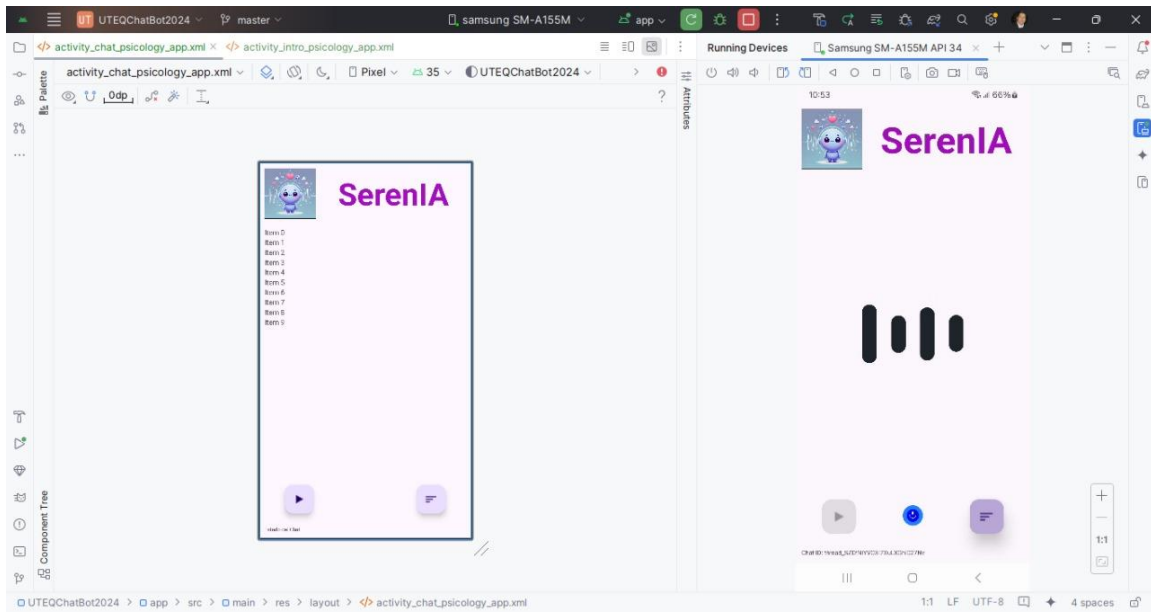 UT UTEQChatBot2024 master samsung SM-A155M app
activity_chat_psicology_app.xml activity_intro_psicology_app.xml
Running Devices Samsung SM-A155M API 34
activity_chat_psicology_app.xml Pixel 35 UTEQChatBot2024
Palette
0dp
Attributes
10:53 66%
SerenIA
SerenIA
Item 0
Item 1
Item 2
Item 3
Item 4
Item 5
Item 6
Item 7
Item 8
Item 9
Component Tree
Chat ID:
1:1
UTEQChatBot2024 > app > src > main > res > layout > activity_chat_psicology_app.xml
1:1 LF UTF-8 4 spaces